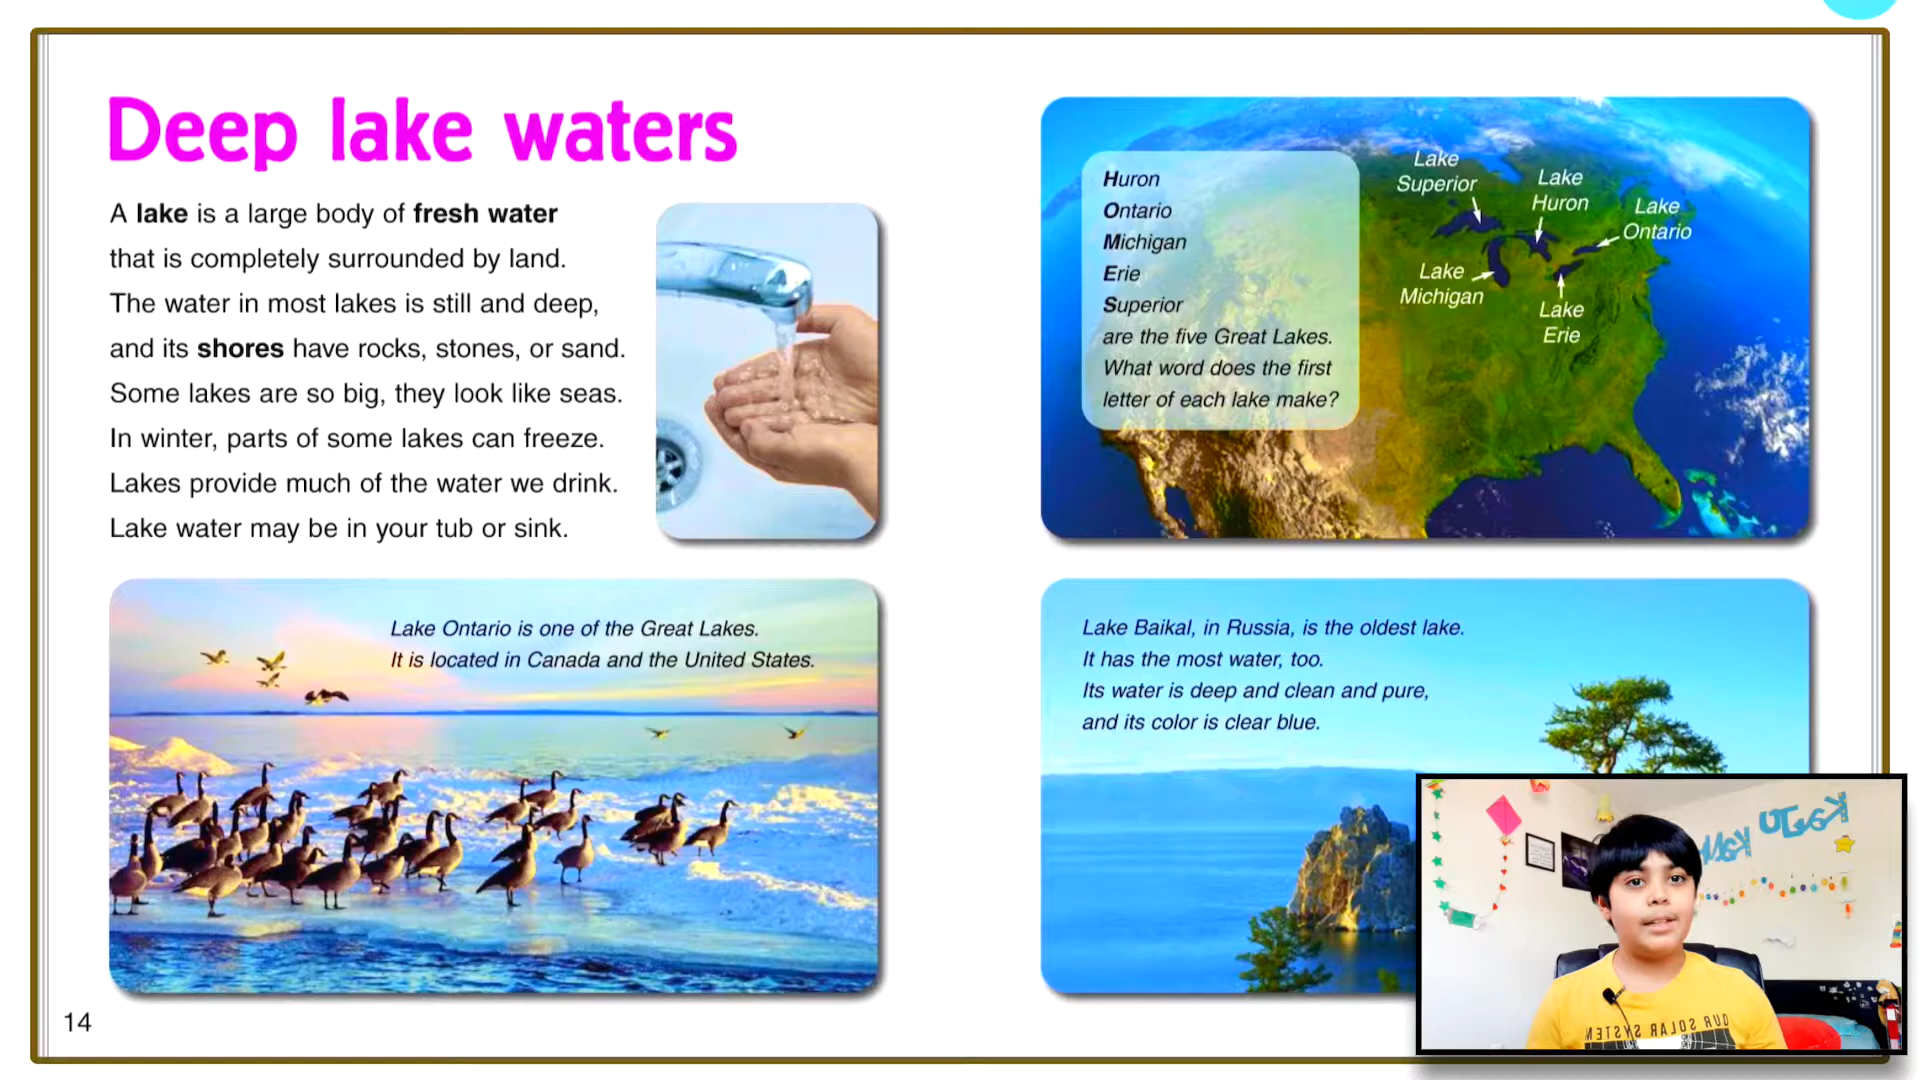 Deep lake waters
A lake is a large body of fresh water
that is completely surrounded by land.
The water in most lakes is still and deep,
and its shores have rocks, stones, or sand.
Some lakes are so big, they look like seas.
In winter, parts of some lakes can freeze.
Lakes provide much of the water we drink.
Lake water may be in your tub or sink.
Lake Ontario is one of the Great Lakes.
It is located in Canada and the United States.
14
Huron
Ontario
Michigan
Erie
Superior
are the five Great Lakes.
What word does the first
letter of each lake make?
Lake
Superior
Lake
Huron
Lake
Ontario
Lake
Michigan
Lake
Erie
Lake Baikal, in Russia, is the oldest lake.
It has the most water, too.
Its water is deep and clean and pure,
and its color is clear blue.
OUR SOLAR SYSTEM